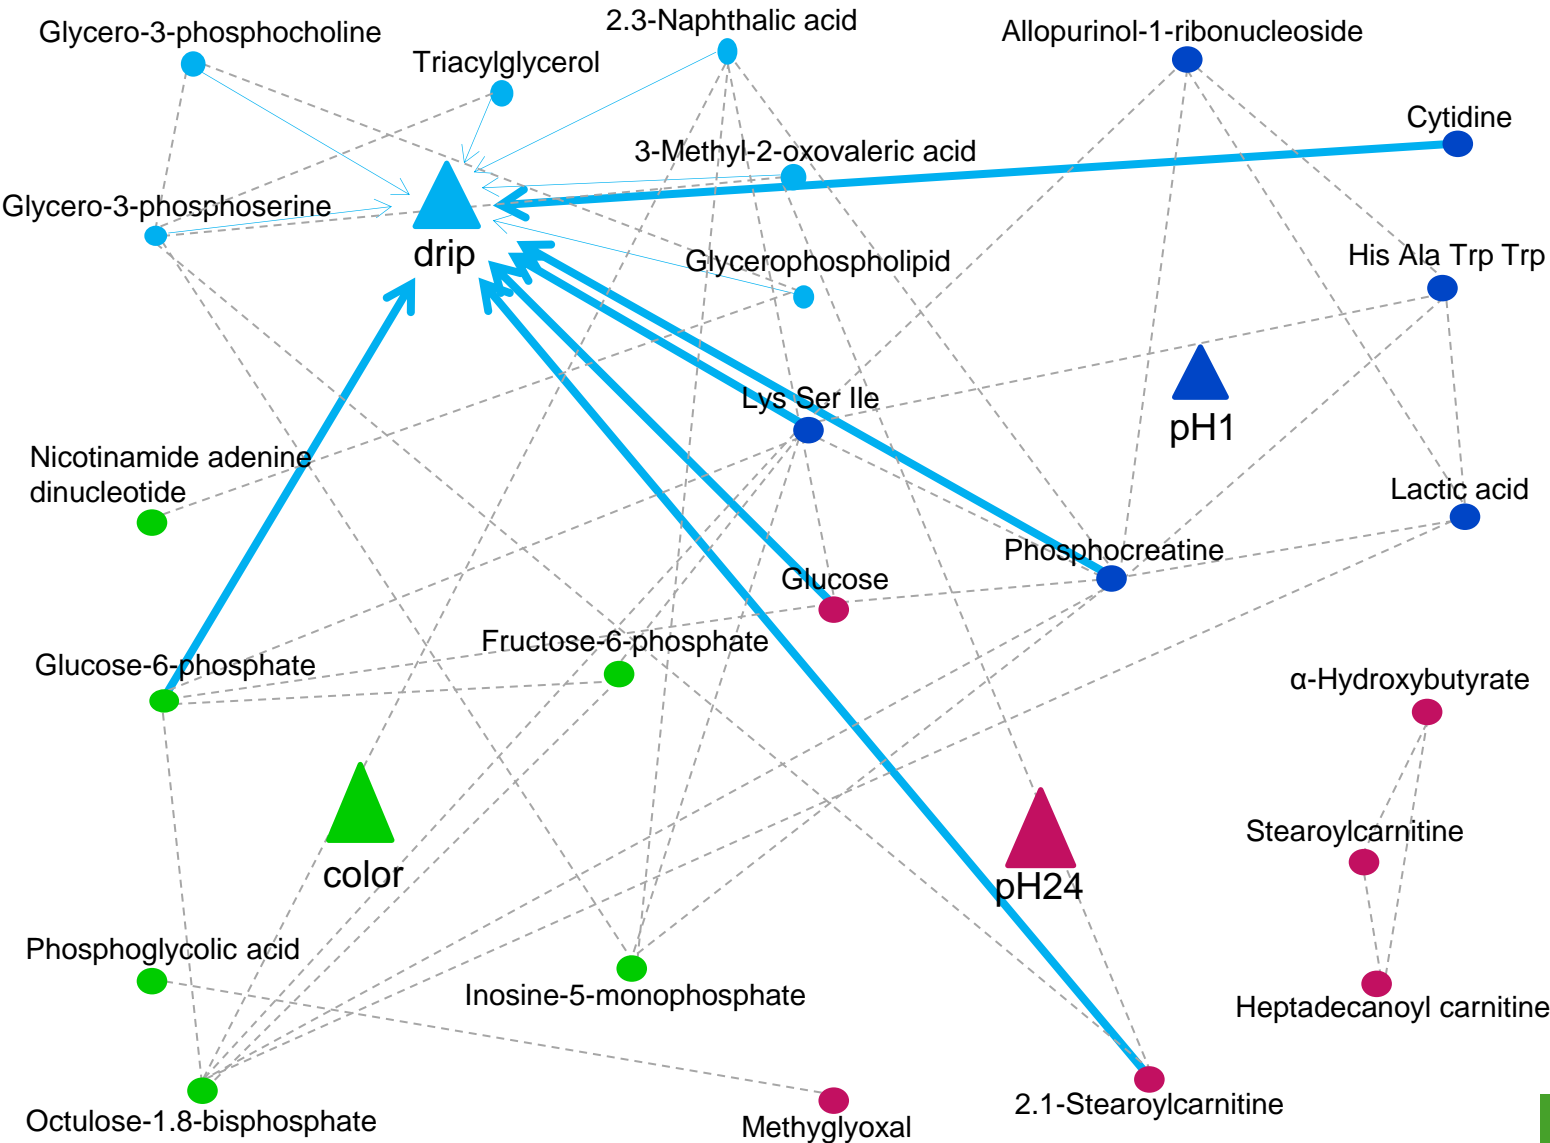 2.3-Naphthalic acid
Glycero-3-phosphocholine
Allopurinol-1-ribonucleoside
Triacylglycerol
Cytidine
3-Methyl-2-oxovaleric acid
Glycero-3-phosphoserine
drip
Glycerophospholipid
His Ala Trp Trp
Lys Ser Ile
pH1
Nicotinamide adenine
dinucleotide
Lactic acid
Phosphocreatine
Glucose
Fructose-6-phosphate
Glucose-6-phosphate
α-Hydroxybutyrate
Stearoylcarnitine
color
pH24
Phosphoglycolic acid
Inosine-5-monophosphate
Heptadecanoyl carnitine
2.1-Stearoylcarnitine
Octulose-1.8-bisphosphate
Methyglyoxal